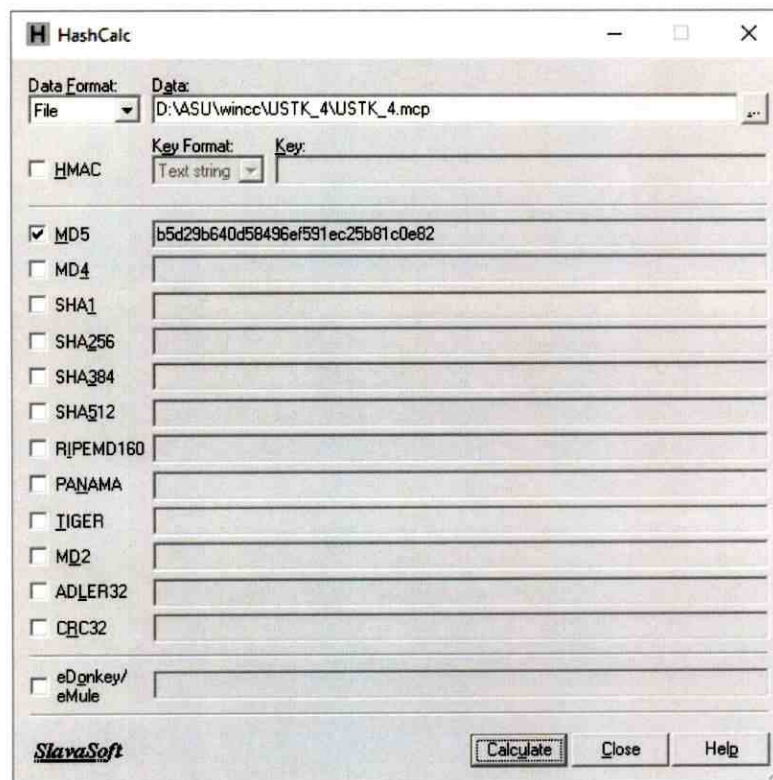 H HashCalc
Data Format: Data:
File D:\ASU\wincc\USTK_4\USTK_4.mcp ...
Key Format: Key:
HMAC Text string
MD5 b5d29b640d58496ef591ec25b81c0e82
MD4
SHA1
SHA256
SHA384
SHA512
RIPEMD160
PANAMA
TIGER
MD2
ADLER32
CRC32
eDonkey/
eMule
SlavaSoft Calculate Close Help